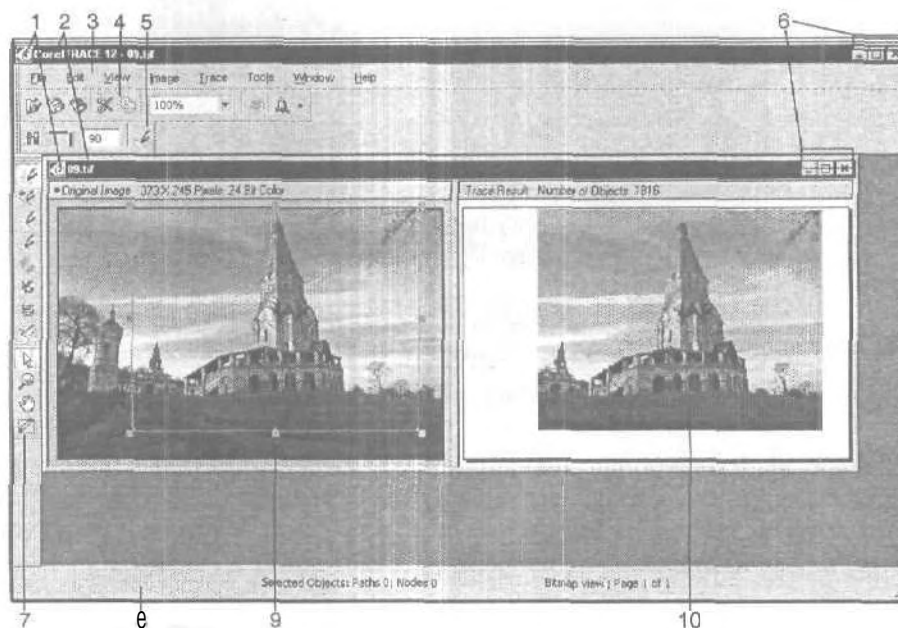 1 2 3 4 5 6
CorelTRACE 12 - 09.tif
File Edit View Image Trace Tools Window Help
100%
90
09.tif
Original Image 373 X 245 Pixels 24 Bit Color
Trace Result Number of Objects 7816
Selected Objects: Paths 0; Nodes 0
Bitmap view; Page 1 of 1
7 e 9 10